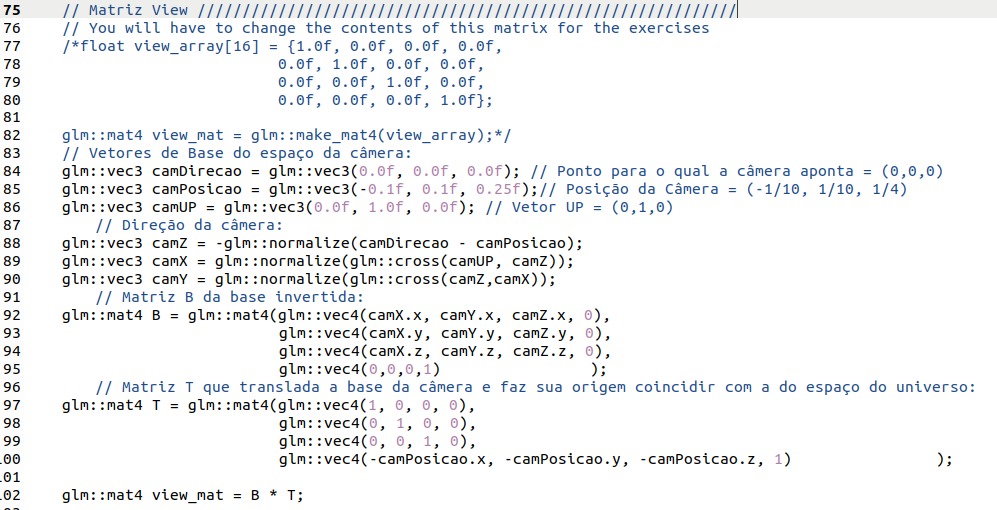 75 // Matriz View ////////////////////////////////////////////////////////////
76 // You will have to change the contents of this matrix for the exercises
77 /*float view_array[16] = {1.0f, 0.0f, 0.0f, 0.0f,
78 0.0f, 1.0f, 0.0f, 0.0f,
79 0.0f, 0.0f, 1.0f, 0.0f,
80 0.0f, 0.0f, 0.0f, 1.0f};
81
82 glm::mat4 view_mat = glm::make_mat4(view_array);*/
83 // Vetores de Base do espaço da câmera:
84 glm::vec3 camDirecao = glm::vec3(0.0f, 0.0f, 0.0f); // Ponto para o qual a câmera aponta = (0,0,0)
85 glm::vec3 camPosicao = glm::vec3(-0.1f, 0.1f, 0.25f);// Posição da Câmera = (-1/10, 1/10, 1/4)
86 glm::vec3 camUP = glm::vec3(0.0f, 1.0f, 0.0f); // Vetor UP = (0,1,0)
87 // Direção da câmera:
88 glm::vec3 camZ = -glm::normalize(camDirecao - camPosicao);
89 glm::vec3 camX = glm::normalize(glm::cross(camUP, camZ));
90 glm::vec3 camY = glm::normalize(glm::cross(camZ,camX));
91 // Matriz B da base invertida:
92 glm::mat4 B = glm::mat4(glm::vec4(camX.x, camY.x, camZ.x, 0),
93 glm::vec4(camX.y, camY.y, camZ.y, 0),
94 glm::vec4(camX.z, camY.z, camZ.z, 0),
95 glm::vec4(0,0,0,1) );
96 // Matriz T que translada a base da câmera e faz sua origem coincidir com a do espaço do universo:
97 glm::mat4 T = glm::mat4(glm::vec4(1, 0, 0, 0),
98 glm::vec4(0, 1, 0, 0),
99 glm::vec4(0, 0, 1, 0),
100 glm::vec4(-camPosicao.x, -camPosicao.y, -camPosicao.z, 1) );
101
102 glm::mat4 view_mat = B * T;